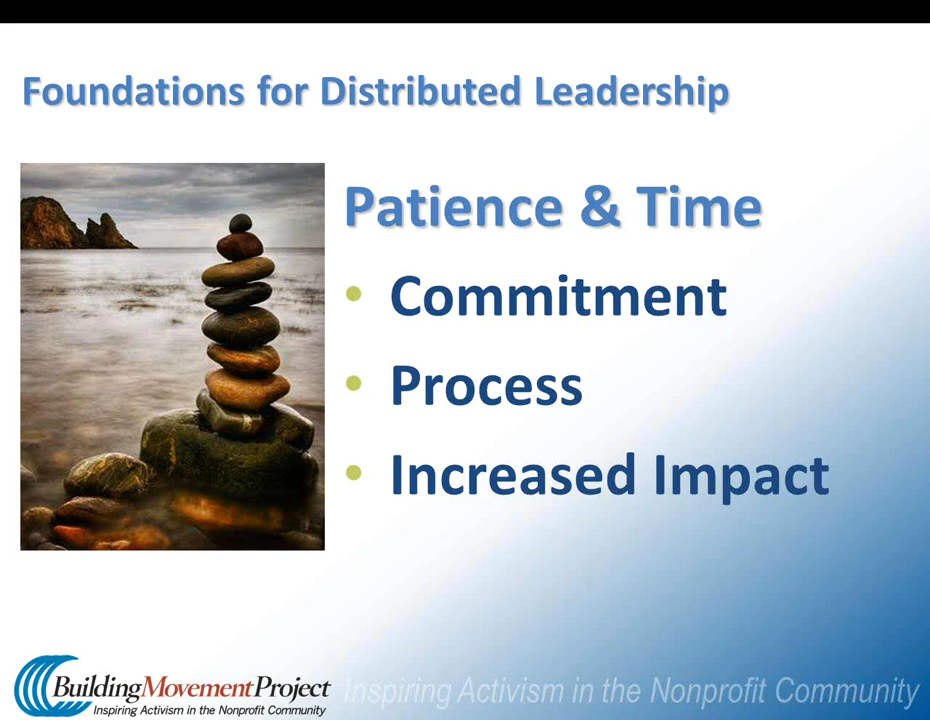 Foundations for Distributed Leadership
Patience & Time
• Commitment
• Process
• Increased Impact
BuildingMovementProject
Inspiring Activism in the Nonprofit Community
Inspiring Activism in the Nonprofit Community